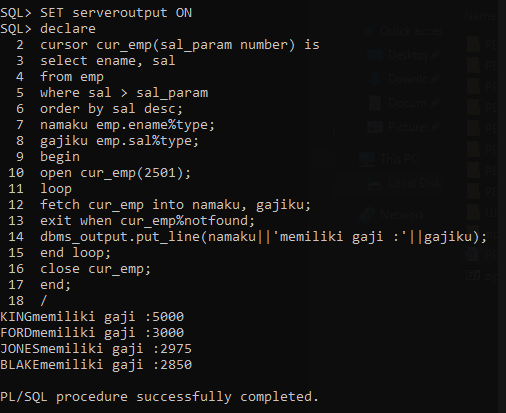 SQL> SET serveroutput ON
SQL> declare
  2  cursor cur_emp(sal_param number) is
  3  select ename, sal
  4  from emp
  5  where sal > sal_param
  6  order by sal desc;
  7  namaku emp.ename%type;
  8  gajiku emp.sal%type;
  9  begin
 10  open cur_emp(2501);
 11  loop
 12  fetch cur_emp into namaku, gajiku;
 13  exit when cur_emp%notfound;
 14  dbms_output.put_line(namaku||'memiliki gaji :'||gajiku);
 15  end loop;
 16  close cur_emp;
 17  end;
 18  /
KINGmemiliki gaji :5000
FORDmemiliki gaji :3000
JONESmemiliki gaji :2975
BLAKEmemiliki gaji :2850
PL/SQL procedure successfully completed.